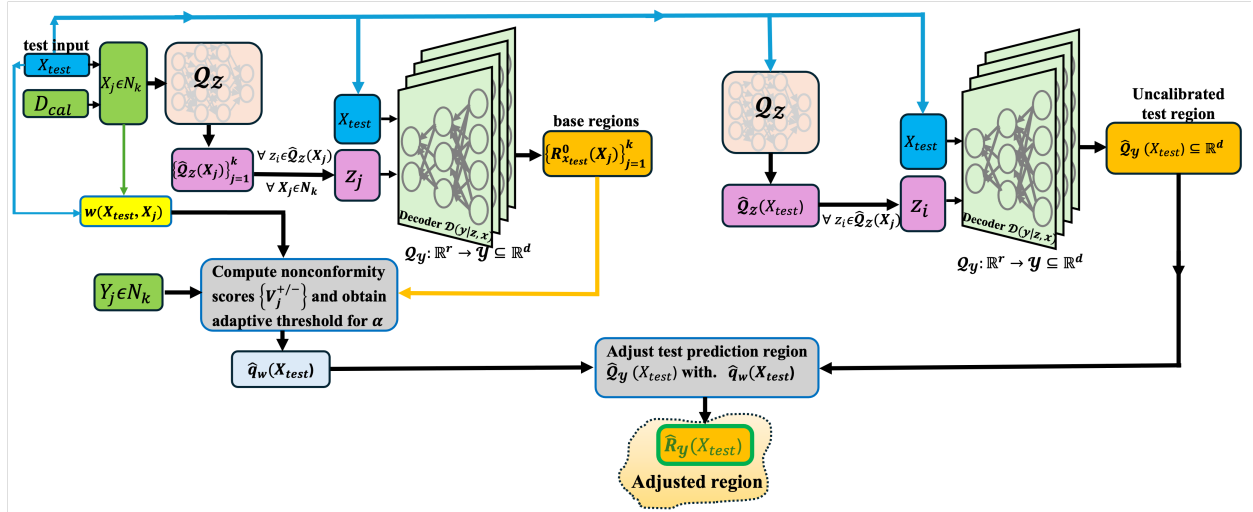 test input
X_test
D_cal
X_j ϵ N_k
Q_Z
{Q̂_Z(X_j)}_{j=1}^k
∀ z_i ∈ Q̂_Z(X_j)
∀ X_j ∈ N_k
w(X_test, X_j)
X_test
Z_j
Decoder D(y|z, x)
Q_Y: ℝ^r → Y ⊆ ℝ^d
base regions
{R^0_{x_test}(X_j)}_{j=1}^k
Q_Z
Q̂_Z(X_test)
∀ z_i ∈ Q̂_Z(X_j)
X_test
Z_i
Decoder D(y|z, x)
Q_Y: ℝ^r → Y ⊆ ℝ^d
Uncalibrated
test region
Q̂_Y (X_test) ⊆ ℝ^d
Y_j ϵ N_k
Compute nonconformity
scores {V_j^{+/−}} and obtain
adaptive threshold for α
q̂_w(X_test)
Adjust test prediction region
Q̂_Y (X_test) with. q̂_w(X_test)
R̂_Y(X_test)
Adjusted region